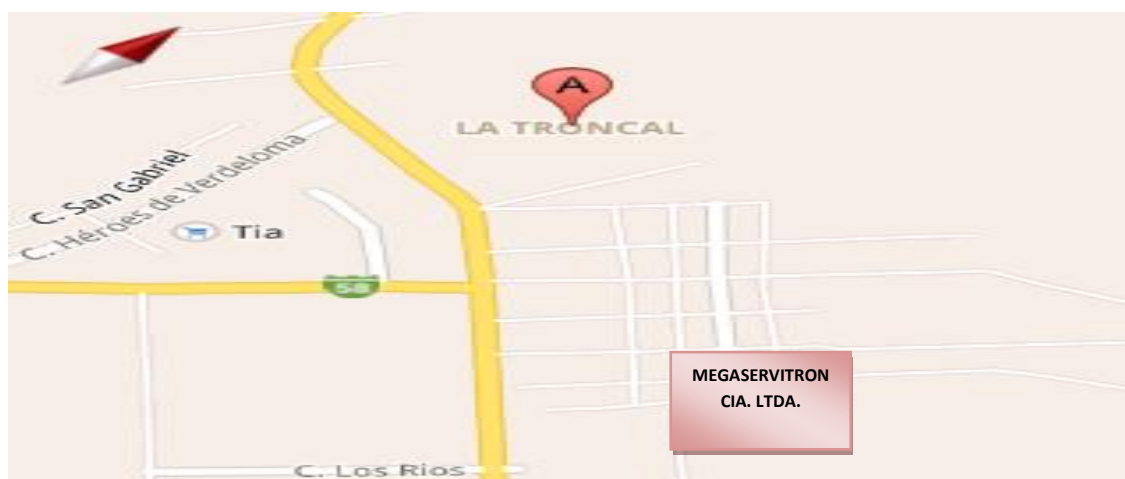 A
LA TRONCAL
C. San Gabriel
C. Héroes de Verdeloma
Tia
58
MEGASERVITRON
CIA. LTDA.
C. Los Rios